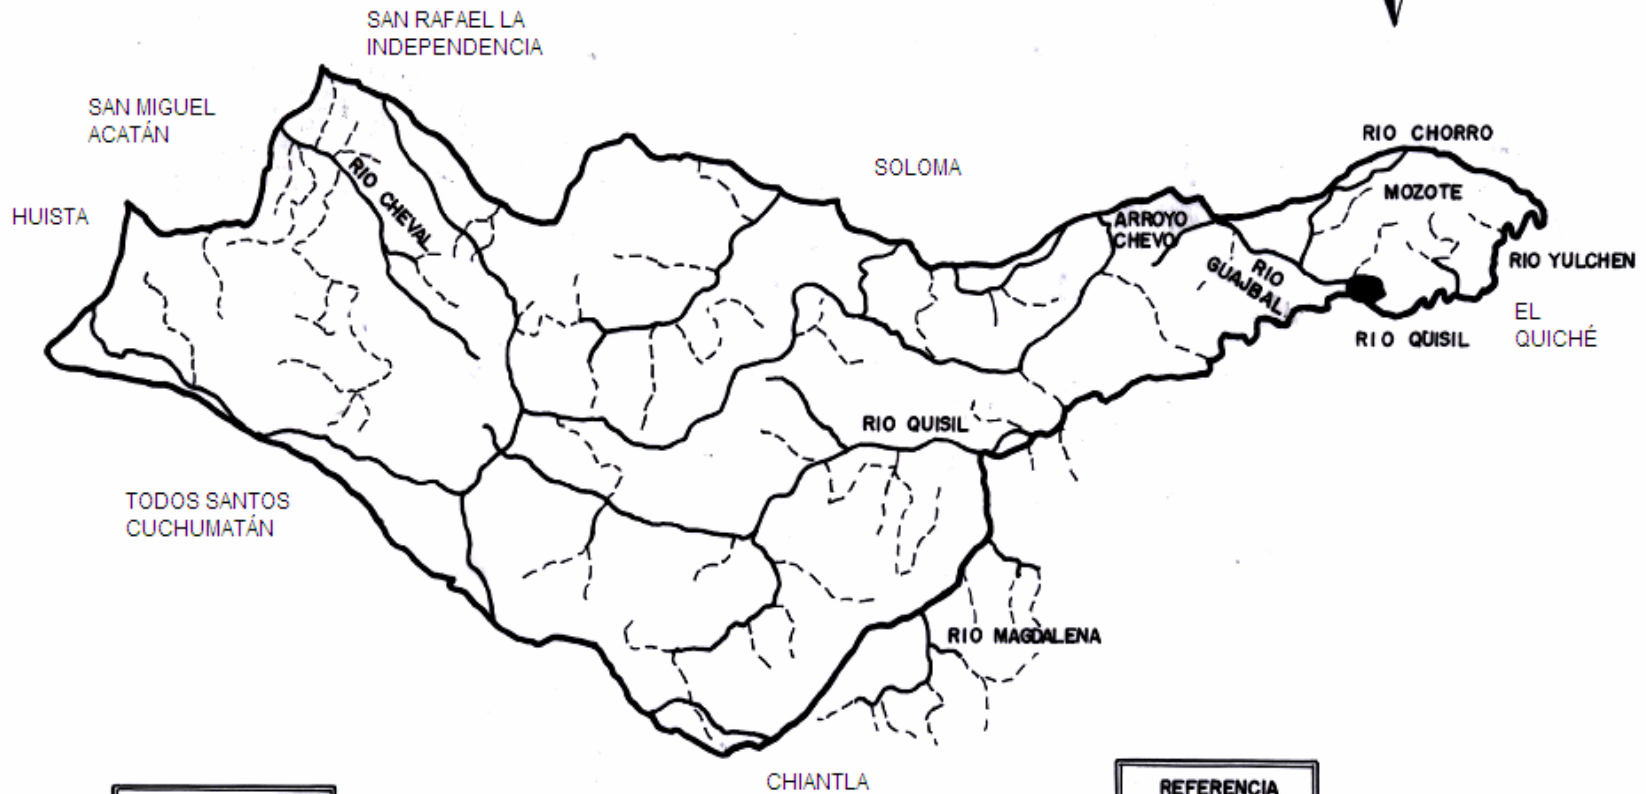 SAN RAFAEL LA
INDEPENDENCIA
SAN MIGUEL
ACATÁN
HUISTA
RIO CHEVAL
SOLOMA
RIO CHORRO
MOZOTE
ARROYO
CHEVO
RIO
GUAJBAL
RIO YULCHEN
EL
QUICHÉ
RIO QUISIL
RIO QUISIL
TODOS SANTOS
CUCHUMATÁN
RIO MAGDALENA
CHIANTLA
REFERENCIA